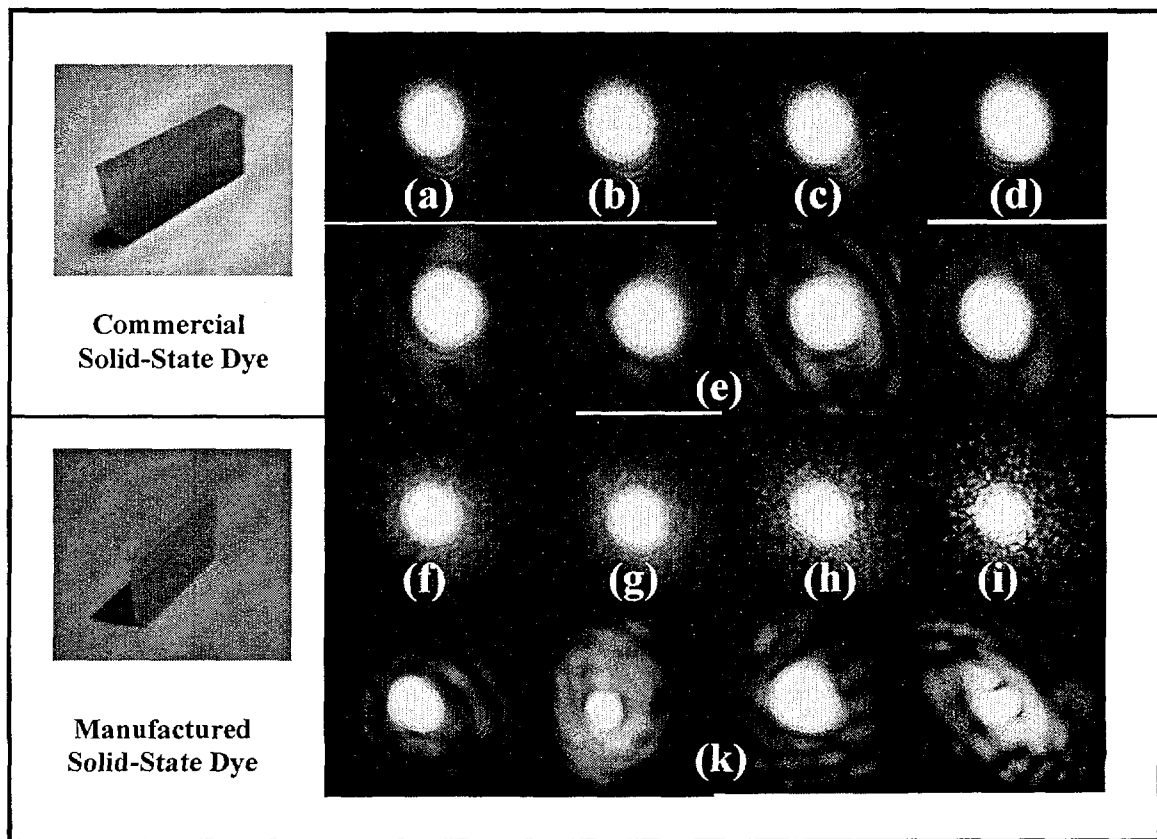 (a) (b) (c) (d)
Commercial
Solid-State Dye
(e)
(f) (g) (h) (i)
Manufactured
Solid-State Dye
(k)